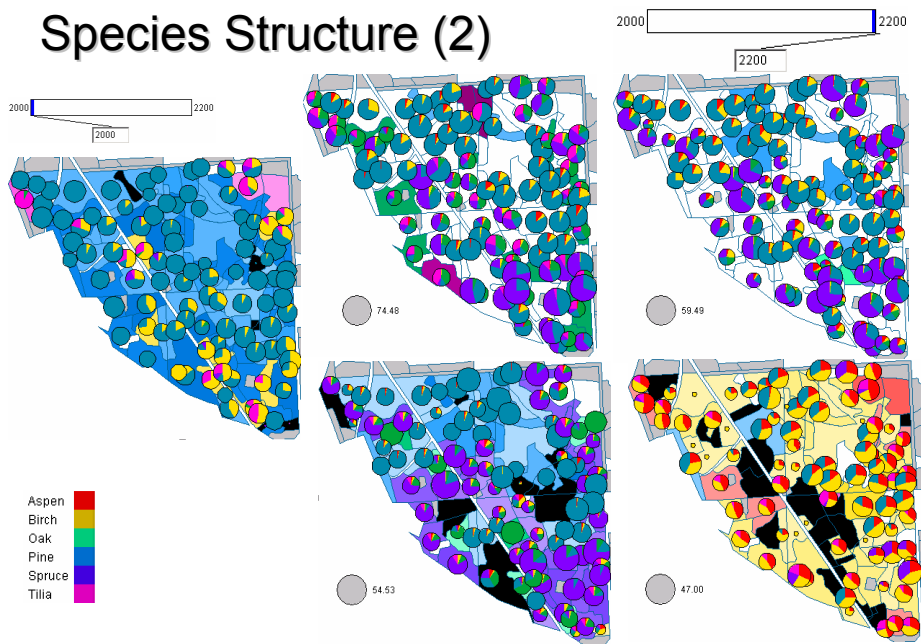 Species Structure (2)
2000
2200
2200
2000
2200
2000
74.48
59.49
54.53
47.00
Aspen
Birch
Oak
Pine
Spruce
Tilia